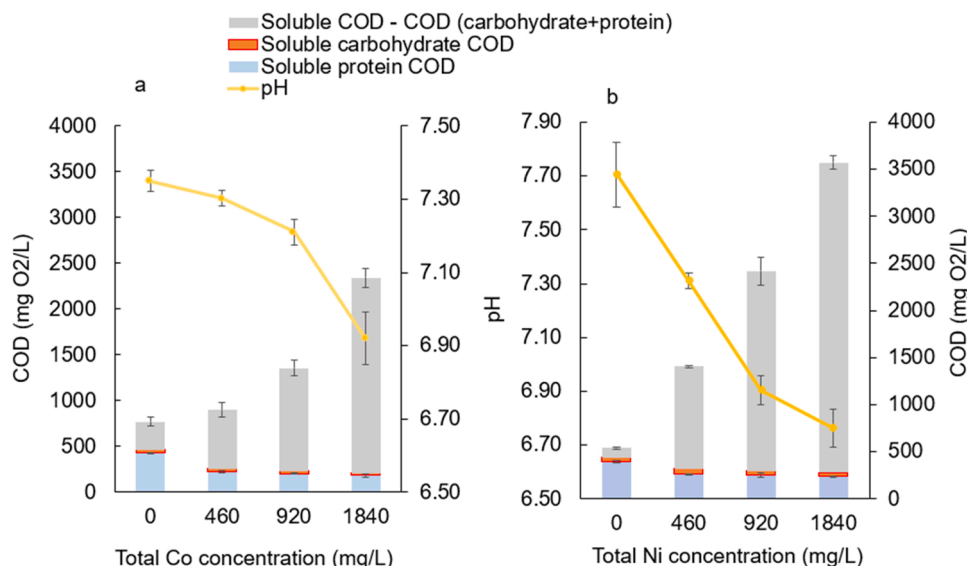 Soluble COD - COD (carbohydrate+protein)
Soluble carbohydrate COD
Soluble protein COD
pH
a
b
4000
3500
3000
2500
2000
1500
1000
500
0
COD (mg O2/L)
7.50
7.30
7.10
6.90
6.70
6.50
0 460 920 1840
Total Co concentration (mg/L)
pH
7.90
7.70
7.50
7.30
7.10
6.90
6.70
6.50
4000
3500
3000
2500
2000
1500
1000
500
0
COD (mg O2/L)
0 460 920 1840
Total Ni concentration (mg/L)